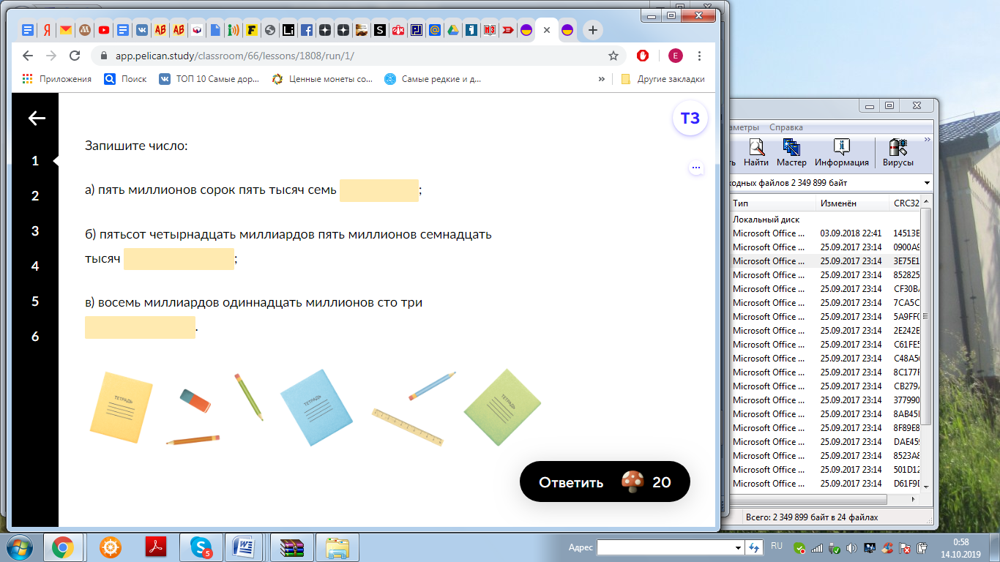 app.pelican.study/classroom/66/lessons/1808/run/1/
E
Приложения
Поиск
ТОП 10 Самые дор...
Ценные монеты со...
Самые редкие и д...
»
Другие закладки
ТЗ
1
2
3
4
5
6
Запишите число:
а) пять миллионов сорок пять тысяч семь ;
б) пятьсот четырнадцать миллиардов пять миллионов семнадцать
тысяч ;
в) восемь миллиардов одиннадцать миллионов сто три
.
ТЕТРАДЬ
ТЕТРАДЬ
ТЕТРАДЬ
Ответить 20
аметры Справка
ть Найти Мастер Информация Вирусы
ходных файлов 2 349 899 байт
Тип Изменён CRC32
Локальный диск
Microsoft Office ... 03.09.2018 22:41 14513E
Microsoft Office ... 25.09.2017 23:14 0900A9
Microsoft Office ... 25.09.2017 23:14 3E75E1
Microsoft Office ... 25.09.2017 23:14 852825
Microsoft Office ... 25.09.2017 23:14 CF30BA
Microsoft Office ... 25.09.2017 23:14 7CA5C
Microsoft Office ... 25.09.2017 23:14 5A9FF0
Microsoft Office ... 25.09.2017 23:14 2E242E
Microsoft Office ... 25.09.2017 23:14 C61FE5
Microsoft Office ... 25.09.2017 23:14 C48A5
Microsoft Office ... 25.09.2017 23:14 8C177F
Microsoft Office ... 25.09.2017 23:14 CB279A
Microsoft Office ... 25.09.2017 23:14 377990
Microsoft Office ... 25.09.2017 23:14 8AB45
Microsoft Office ... 25.09.2017 23:14 8F89E8
Microsoft Office ... 25.09.2017 23:14 DAE459
Microsoft Office ... 25.09.2017 23:14 8523A8
Microsoft Office ... 25.09.2017 23:14 501D12
Microsoft Office ... 25.09.2017 23:14 D61F9D
Всего: 2 349 899 байт в 24 файлах
Адрес
RU
0:58
14.10.2019